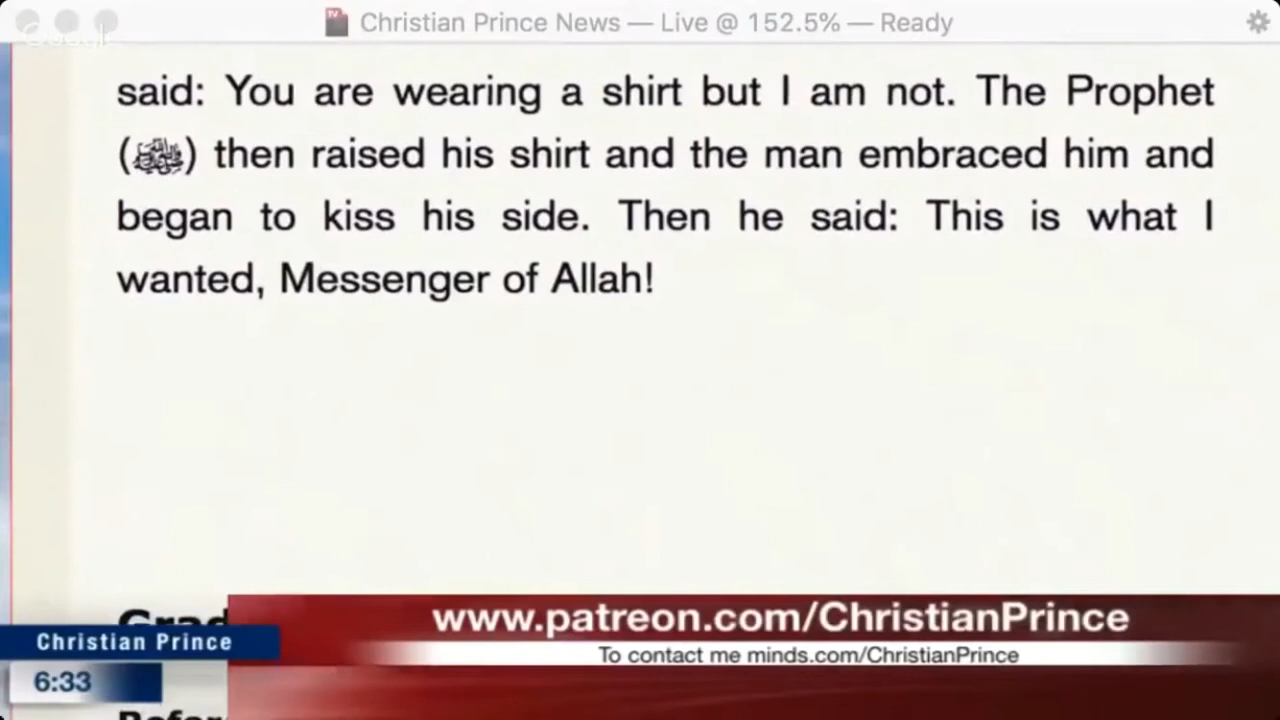 Christian Prince News — Live @ 152.5% — Ready
Google
said: You are wearing a shirt but I am not. The Prophet
(ﷺ) then raised his shirt and the man embraced him and
began to kiss his side. Then he said: This is what I
wanted, Messenger of Allah!
www.patreon.com/ChristianPrince
Christian Prince
To contact me minds.com/ChristianPrince
6:33